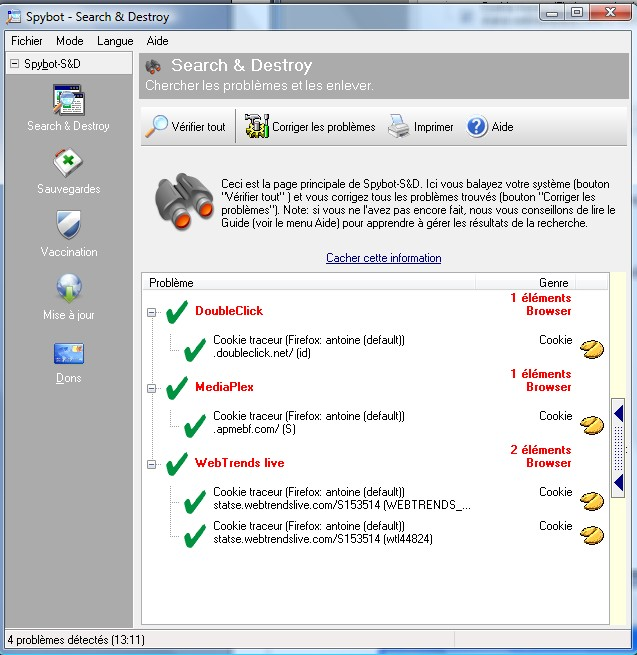 Spybot - Search & Destroy
Fichier Mode Langue Aide
Spybot-S&D
Search & Destroy
Sauvegardes
Vaccination
Mise à jour
Dons
Search & Destroy
Chercher les problèmes et les enlever.
Vérifier tout Corriger les problèmes Imprimer Aide
Ceci est la page principale de Spybot-S&D. Ici vous balayez votre système (bouton
"Vérifier tout" ) et vous corrigez tous les problèmes trouvés (bouton "Corriger les
problèmes"). Note: si vous ne l'avez pas encore fait, nous vous conseillons de lire le
Guide (voir le menu Aide) pour apprendre à gérer les résultats de la recherche.
Cacher cette information
Problème Genre
DoubleClick
1 éléments
Browser
Cookie traceur (Firefox: antoine (default))
.doubleclick.net/ (id)
Cookie
MediaPlex
1 éléments
Browser
Cookie traceur (Firefox: antoine (default))
.apmebf.com/ (S)
Cookie
WebTrends live
2 éléments
Browser
Cookie traceur (Firefox: antoine (default))
statse.webtrendslive.com/S153514 (WEBTRENDS_...
Cookie
Cookie traceur (Firefox: antoine (default))
statse.webtrendslive.com/S153514 (wtl44824)
Cookie
4 problèmes détectés (13:11)